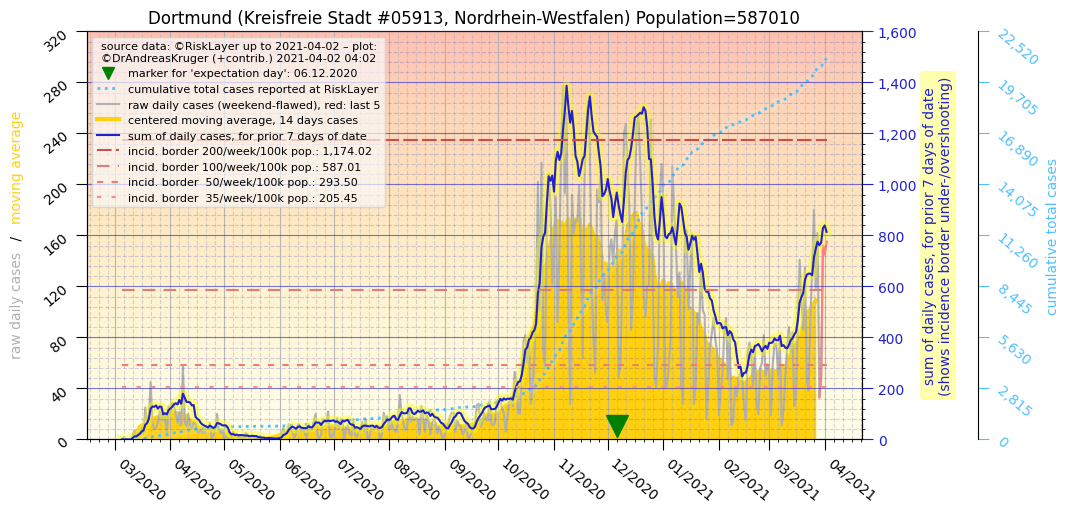 Dortmund (Kreisfreie Stadt #05913, Nordrhein-Westfalen) Population=587010
source data: ©RiskLayer up to 2021-04-02 – plot:
©DrAndreasKruger (+contrib.) 2021-04-02 04:02
marker for 'expectation day': 06.12.2020
cumulative total cases reported at RiskLayer
raw daily cases (weekend-flawed), red: last 5
centered moving average, 14 days cases
sum of daily cases, for prior 7 days of date
incid. border 200/week/100k pop.: 1,174.02
incid. border 100/week/100k pop.: 587.01
incid. border  50/week/100k pop.: 293.50
incid. border  35/week/100k pop.: 205.45
raw daily cases / moving average
320
280
240
200
160
120
80
40
0
03/2020
04/2020
05/2020
06/2020
07/2020
08/2020
09/2020
10/2020
11/2020
12/2020
01/2021
02/2021
03/2021
04/2021
1,600
1,400
1,200
1,000
800
600
400
200
0
sum of daily cases, for prior 7 days of date
(shows incidence border under-/overshooting)
22,520
19,705
16,890
14,075
11,260
8,445
5,630
2,815
0
cumulative total cases